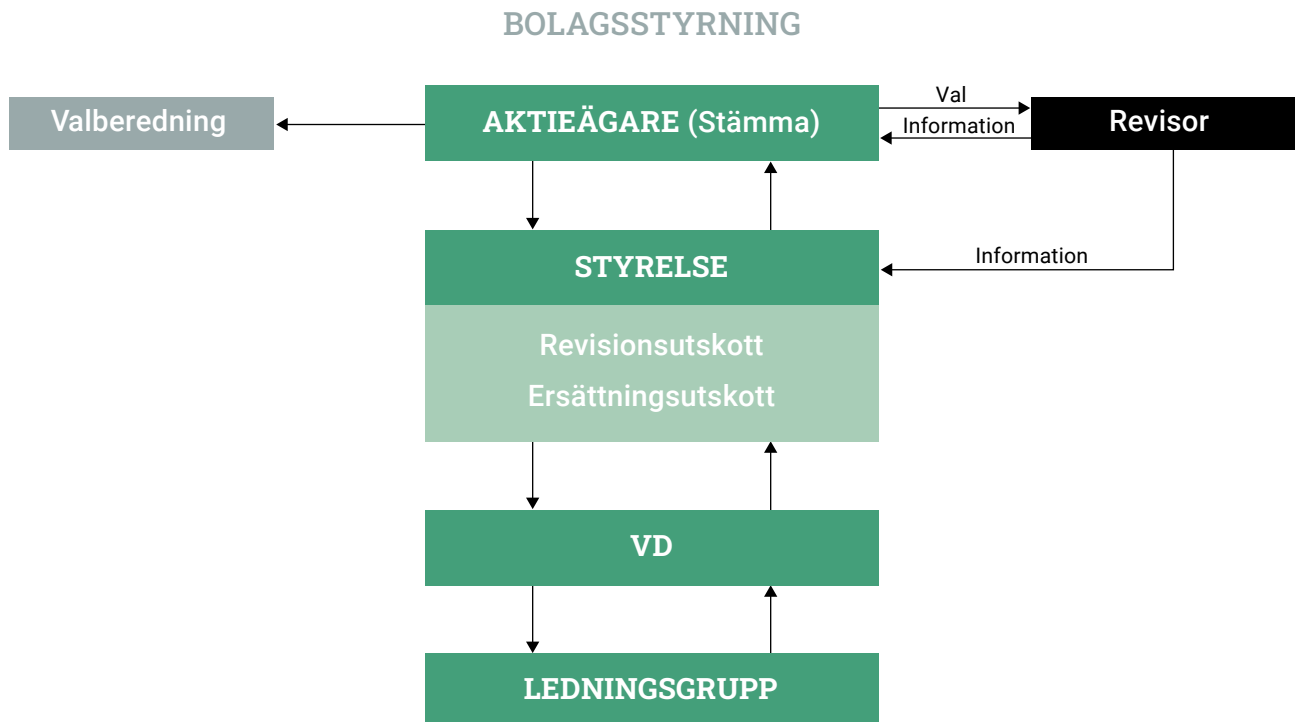 BOLAGSSTYRNING
Valberedning
AKTIEÄGARE (Stämma)
Val
Information
Revisor
STYRELSE
Information
Revisionsutskott
Ersättningsutskott
VD
LEDNINGSGRUPP